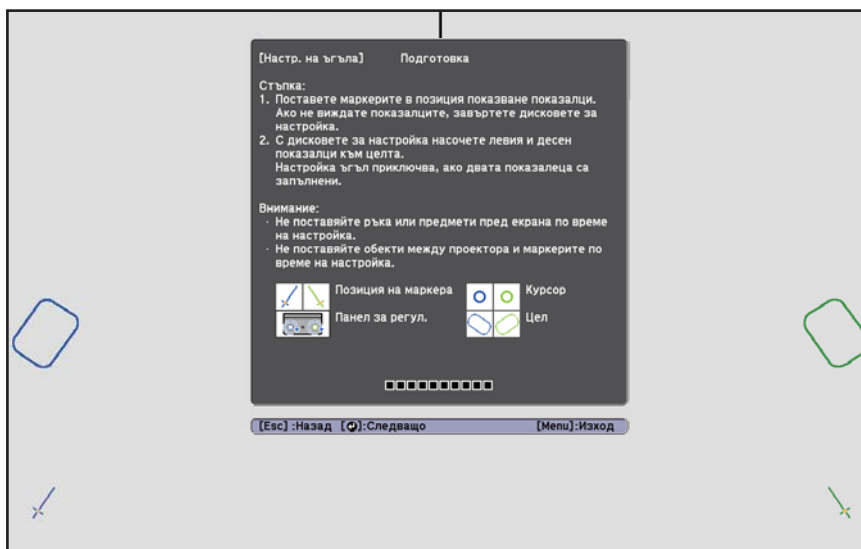 [Настр. на ъгъла] Подготовка
Стъпка:
1. Поставете маркерите в позиция показване показалци.
Ако не виждате показалците, завъртете дисковете за
настройка.
2. С дисковете за настройка насочете левия и десен
показалци към целта.
Настройка ъгъл приключва, ако двата показалеца са
запълнени.
Внимание:
· Не поставяйте ръка или предмети пред екрана по време
на настройка.
· Не поставяйте обекти между проектора и маркерите по
време на настройка.
Позиция на маркера Курсор
Панел за регул. Цел
[Esc] :Назад [↵]:Следващо [Menu]:Изход